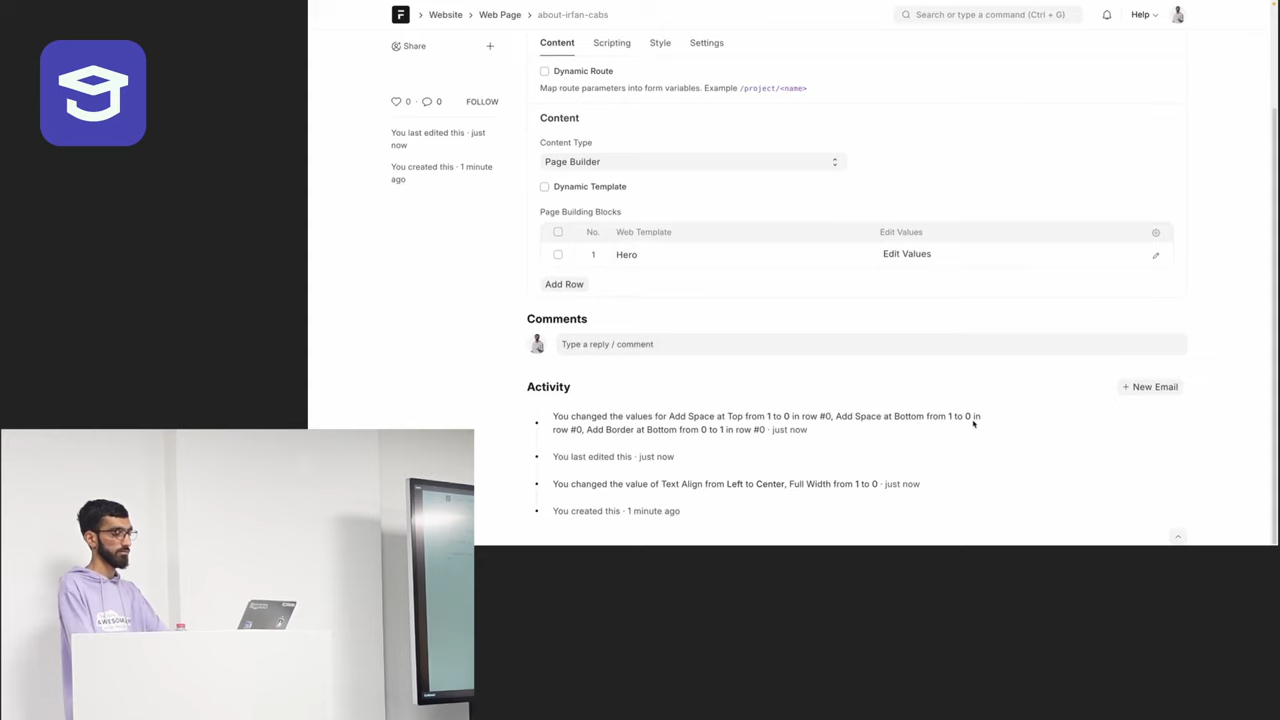 Website
Web Page
about-irfan-cabs
Search or type a command (Ctrl + G)
Help
Share
0 · 0 FOLLOW
You last edited this · just
now
You created this · 1 minute
ago
Content Scripting Style Settings
Dynamic Route
Map route parameters into form variables. Example /project/<name>
Content
Content Type
Page Builder
Dynamic Template
Page Building Blocks
No. Web Template Edit Values
1 Hero Edit Values
Add Row
Comments
Type a reply / comment
Activity
+ New Email
You changed the values for Add Space at Top from 1 to 0 in row #0, Add Space at Bottom from 1 to 0 in
row #0, Add Border at Bottom from 0 to 1 in row #0 · just now
You last edited this · just now
You changed the value of Text Align from Left to Center, Full Width from 1 to 0 · just now
You created this · 1 minute ago